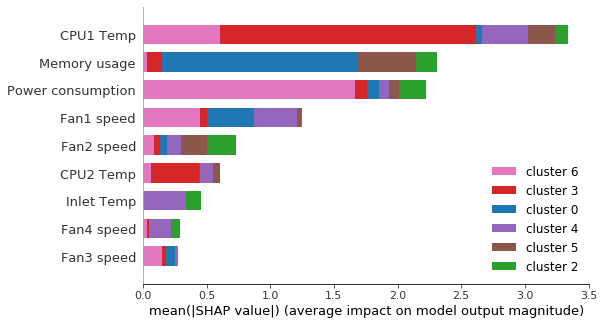 CPU1 Temp
Memory usage
Power consumption
Fan1 speed
Fan2 speed
CPU2 Temp
Inlet Temp
Fan4 speed
Fan3 speed
cluster 6
cluster 3
cluster 0
cluster 4
cluster 5
cluster 2
0.0 0.5 1.0 1.5 2.0 2.5 3.0 3.5
mean(|SHAP value|) (average impact on model output magnitude)